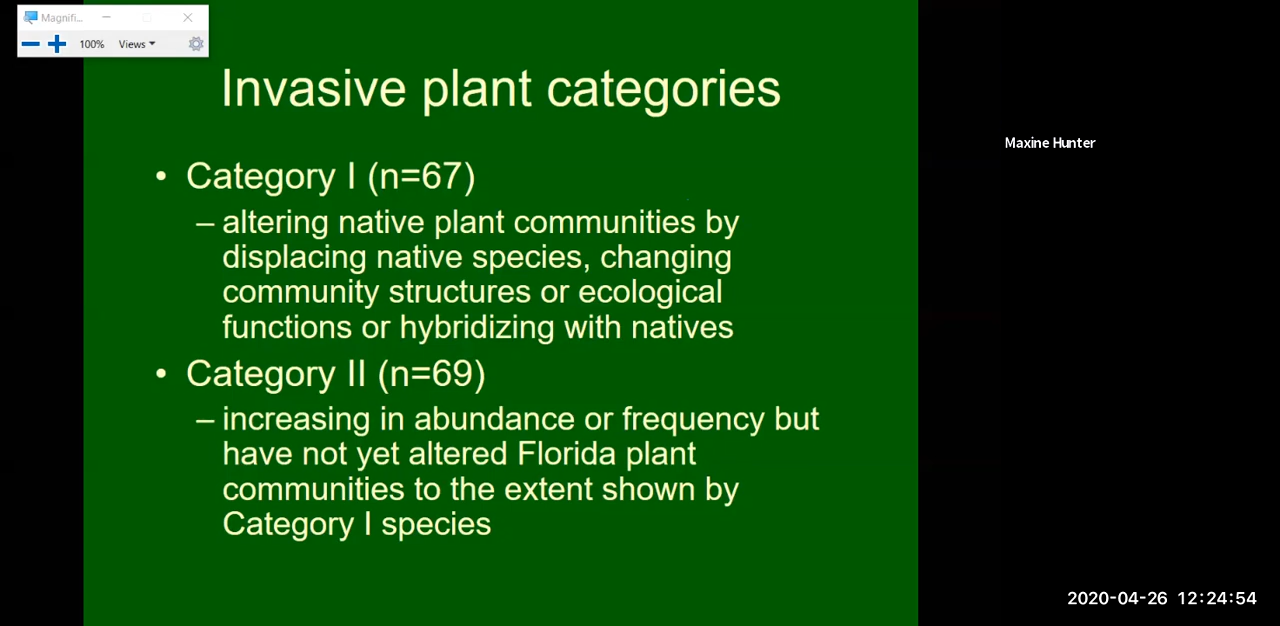 Magnifi...
100% Views
Invasive plant categories
• Category I (n=67)
– altering native plant communities by
displacing native species, changing
community structures or ecological
functions or hybridizing with natives
• Category II (n=69)
– increasing in abundance or frequency but
have not yet altered Florida plant
communities to the extent shown by
Category I species
Maxine Hunter
2020-04-26 12:24:54